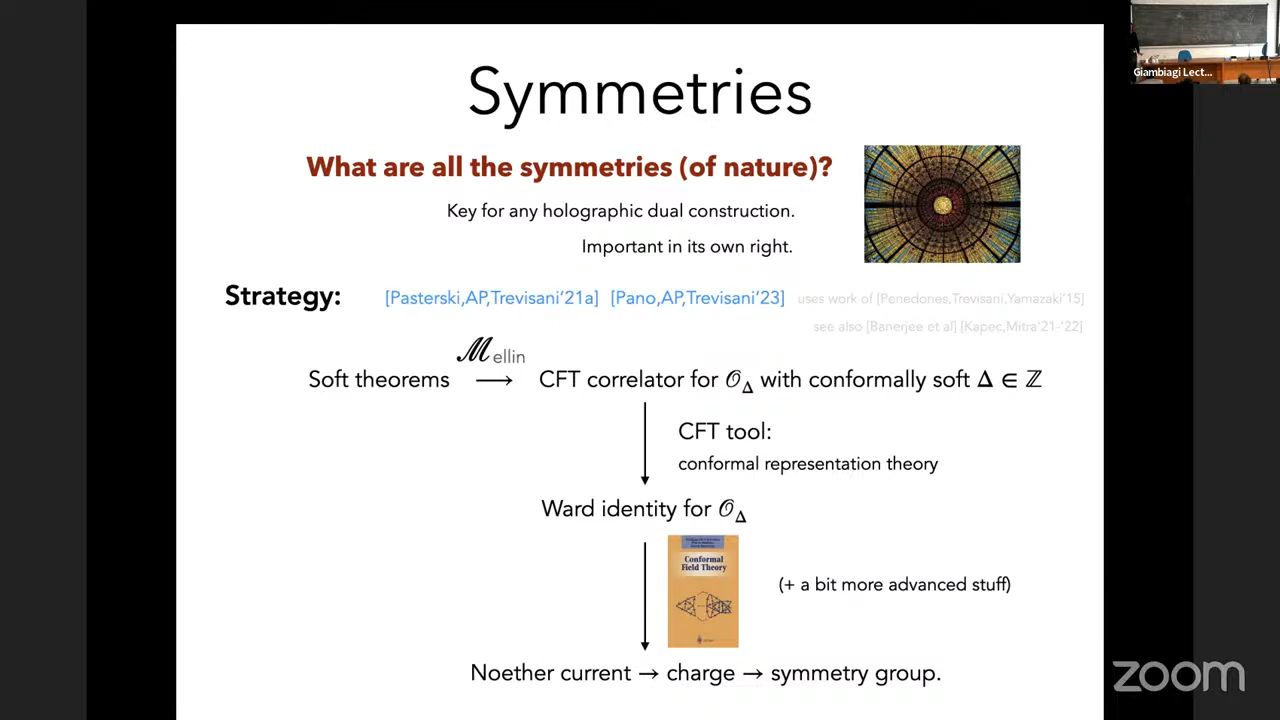 Giambiagi Lect...
Symmetries
What are all the symmetries (of nature)?
Key for any holographic dual construction.
Important in its own right.
Strategy: [Pasterski,AP,Trevisani‘21a] [Pano,AP,Trevisani’23] uses work of [Penedones,Trevisani,Yamazaki’15]
see also [Banerjee et al] [Kapec,Mitra‘21-‘22]
ℳellin
Soft theorems ⟶ CFT correlator for 𝒪Δ with conformally soft Δ ∈ ℤ
CFT tool:
conformal representation theory
Ward identity for 𝒪Δ
Conformal
Field Theory
(+ a bit more advanced stuff)
Noether current → charge → symmetry group.
zoom